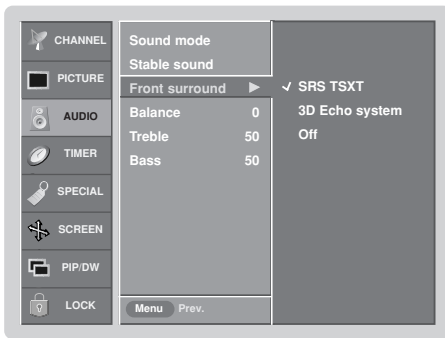 CHANNEL
PICTURE
AUDIO
TIMER
SPECIAL
SCREEN
PIP/DW
LOCK
Sound mode
Stable sound
Front surround ▶
Balance 0
Treble 50
Bass 50
Menu Prev.
✓ SRS TSXT
3D Echo system
Off